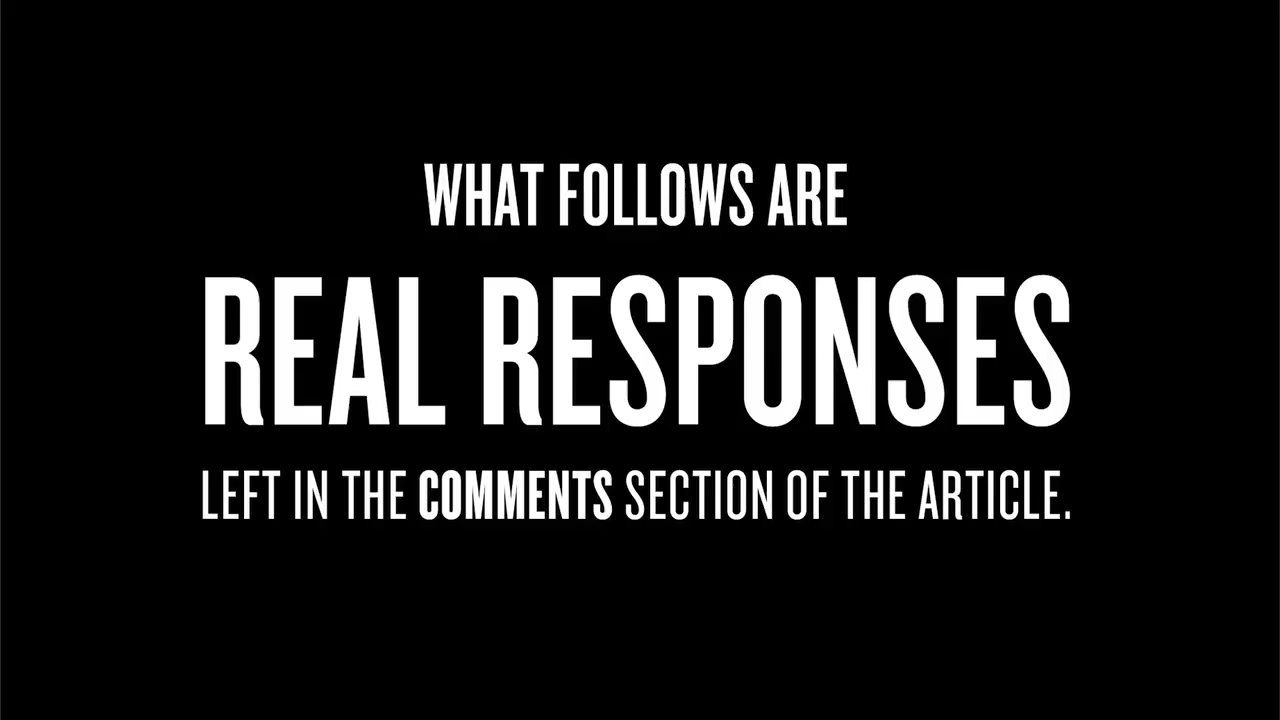 WHAT FOLLOWS ARE
REAL RESPONSES
LEFT IN THE COMMENTS SECTION OF THE ARTICLE.